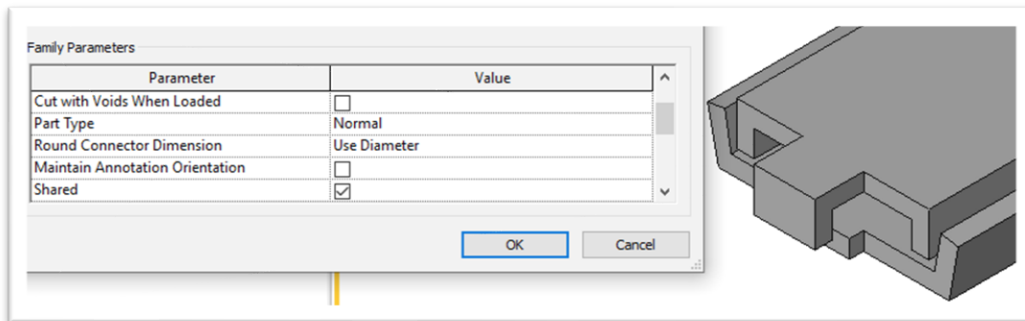 Family Parameters
Parameter Value
Cut with Voids When Loaded
Part Type Normal
Round Connector Dimension Use Diameter
Maintain Annotation Orientation
Shared
OK Cancel